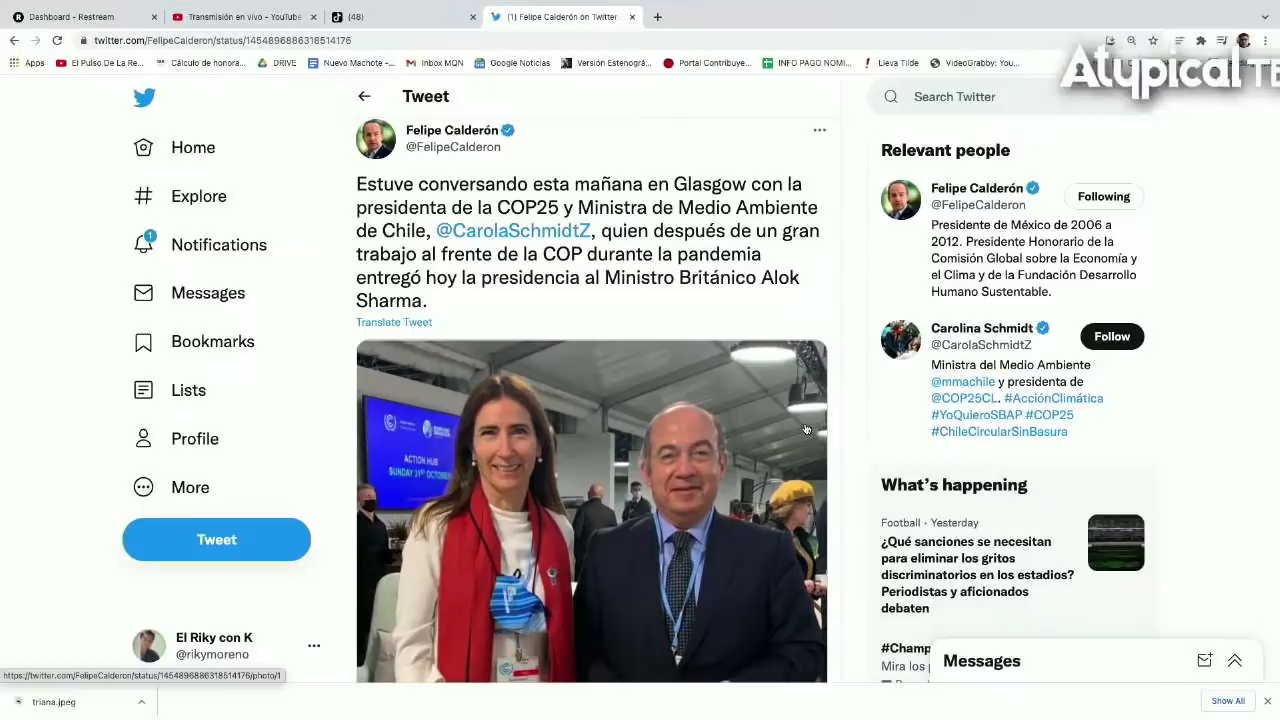 Dashboard - Restream
Transmisión en vivo - YouTube
(48)
(1) Felipe Calderón on Twitter
twitter.com/FelipeCalderon/status/1454896886318514176
Apps
El Pulso De La Re...
Cálculo de honora...
DRIVE
Nuevo Machote -...
Inbox MQN
Google Noticias
Versión Estenográ...
Portal Contribuye...
INFO PAGO NOMI...
Lleva Tilde
VideoGrabby: You...
Atypical TE
Home
Explore
1
Notifications
Messages
Bookmarks
Lists
Profile
More
Tweet
El Riky con K
@rikymoreno
Tweet
Felipe Calderón
@FelipeCalderon
Estuve conversando esta mañana en Glasgow con la
presidenta de la COP25 y Ministra de Medio Ambiente
de Chile, @CarolaSchmidtZ, quien después de un gran
trabajo al frente de la COP durante la pandemia
entregó hoy la presidencia al Ministro Británico Alok
Sharma.
Translate Tweet
ACTION HUB
SUNDAY 31ST OCTOBER
Search Twitter
Relevant people
Felipe Calderón
@FelipeCalderon
Following
Presidente de México de 2006 a
2012. Presidente Honorario de la
Comisión Global sobre la Economía y
el Clima y de la Fundación Desarrollo
Humano Sustentable.
Carolina Schmidt
@CarolaSchmidtZ
Follow
Ministra del Medio Ambiente
@mmachile y presidenta de
@COP25CL. #AcciónClimática
#YoQuieroSBAP #COP25
#ChileCircularSinBasura
What's happening
Football · Yesterday
¿Qué sanciones se necesitan
para eliminar los gritos
discriminatorios en los estadios?
Periodistas y aficionados
debaten
#Champ
Mira los p
Messages
https://twitter.com/FelipeCalderon/status/1454896886318514176/photo/1
triana.jpeg
Show All